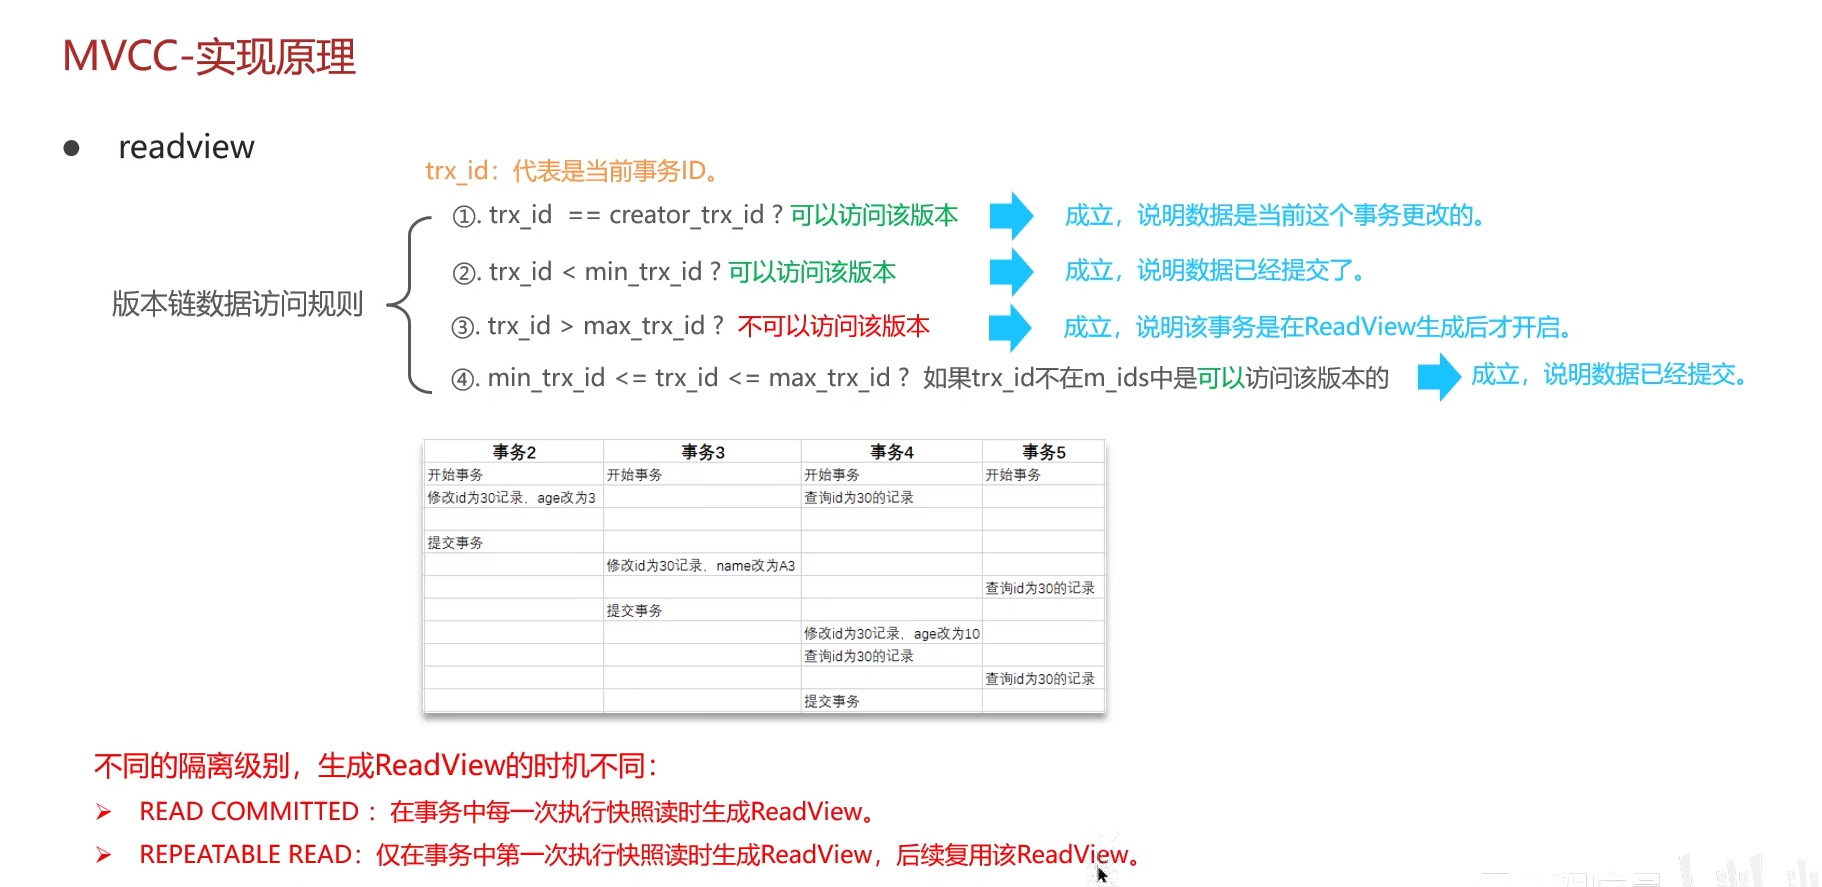 MVCC-实现原理
● readview
trx_id：代表是当前事务ID。
①. trx_id == creator_trx_id ? 可以访问该版本 成立，说明数据是当前这个事务更改的。
②. trx_id < min_trx_id ? 可以访问该版本 成立，说明数据已经提交了。
版本链数据访问规则
③. trx_id > max_trx_id ? 不可以访问该版本 成立，说明该事务是在ReadView生成后才开启。
④. min_trx_id <= trx_id <= max_trx_id ? 如果trx_id不在m_ids中是可以访问该版本的 成立，说明数据已经提交。
事务2 事务3 事务4 事务5
开始事务 开始事务 开始事务 开始事务
修改id为30记录，age改为3 查询id为30的记录
提交事务
修改id为30记录，name改为A3
查询id为30的记录
提交事务
修改id为30记录，age改为10
查询id为30的记录
查询id为30的记录
提交事务
不同的隔离级别，生成ReadView的时机不同：
➢ READ COMMITTED ：在事务中每一次执行快照读时生成ReadView。
➢ REPEATABLE READ：仅在事务中第一次执行快照读时生成ReadView，后续复用该ReadView。